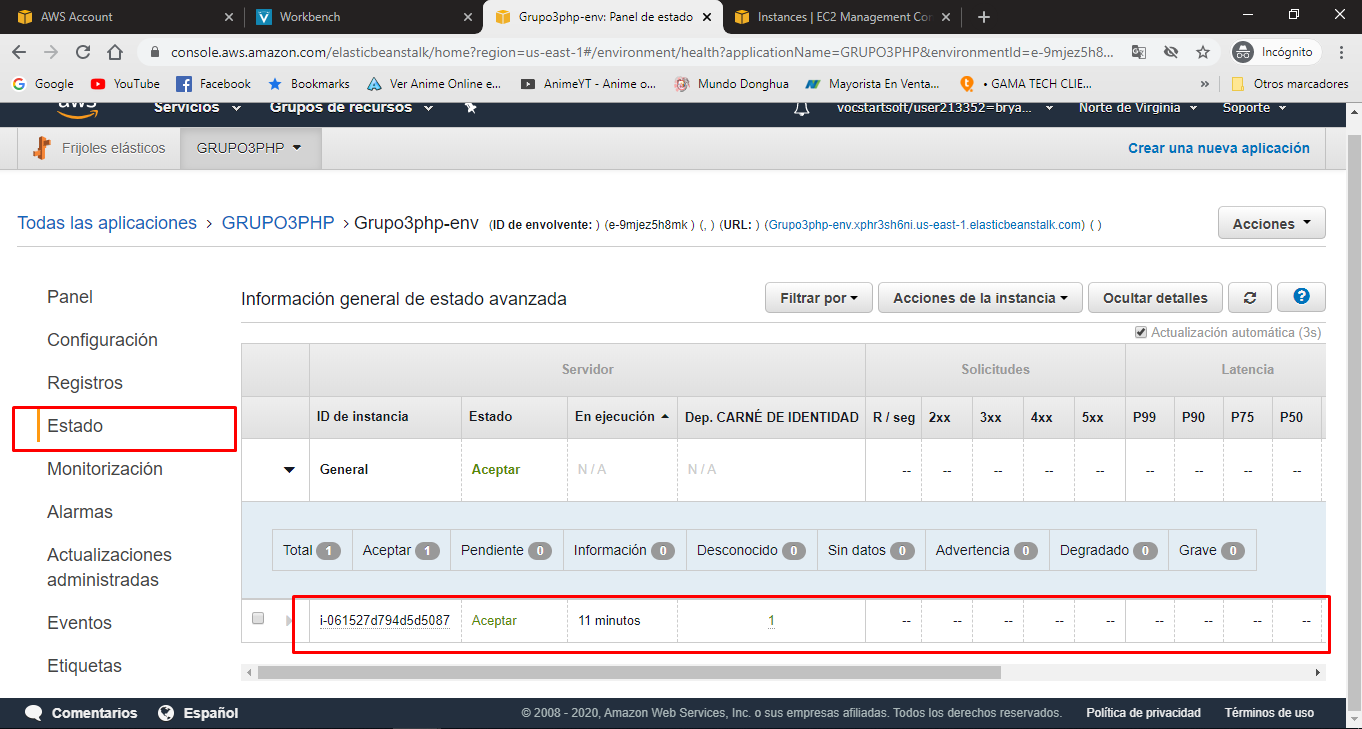 AWS Account
Workbench
Grupo3php-env: Panel de estado
Instances | EC2 Management Con
console.aws.amazon.com/elasticbeanstalk/home?region=us-east-1#/environment/health?applicationName=GRUPO3PHP&environmentId=e-9mjez5h8...
Incógnito
Google
YouTube
Facebook
Bookmarks
Ver Anime Online e...
AnimeYT - Anime o...
Mundo Donghua
Mayorista En Venta...
• GAMA TECH CLIE...
»
Otros marcadores
aws
Servicios
Grupos de recursos
vocstartsoft/user213352=brya...
Norte de Virginia
Soporte
Frijoles elásticos
GRUPO3PHP
Crear una nueva aplicación
Todas las aplicaciones > GRUPO3PHP > Grupo3php-env (ID de envolvente: ) (e-9mjez5h8mk ) (, ) (URL: ) (Grupo3php-env.xphr3sh6ni.us-east-1.elasticbeanstalk.com) ( )
Acciones
Panel
Configuración
Registros
Estado
Monitorización
Alarmas
Actualizaciones
administradas
Eventos
Etiquetas
Información general de estado avanzada
Filtrar por
Acciones de la instancia
Ocultar detalles
?
Actualización automática (3s)
Servidor Solicitudes Latencia
ID de instancia Estado En ejecución Dep. CARNÉ DE IDENTIDAD R / seg 2xx 3xx 4xx 5xx P99 P90 P75 P50
General Aceptar N / A N / A -- -- -- -- -- -- -- -- --
Total 1 Aceptar 1 Pendiente 0 Información 0 Desconocido 0 Sin datos 0 Advertencia 0 Degradado 0 Grave 0
i-061527d794d5d5087 Aceptar 11 minutos 1 -- -- -- -- -- -- -- -- --
Comentarios
Español
© 2008 - 2020, Amazon Web Services, Inc. o sus empresas afiliadas. Todos los derechos reservados.
Política de privacidad
Términos de uso